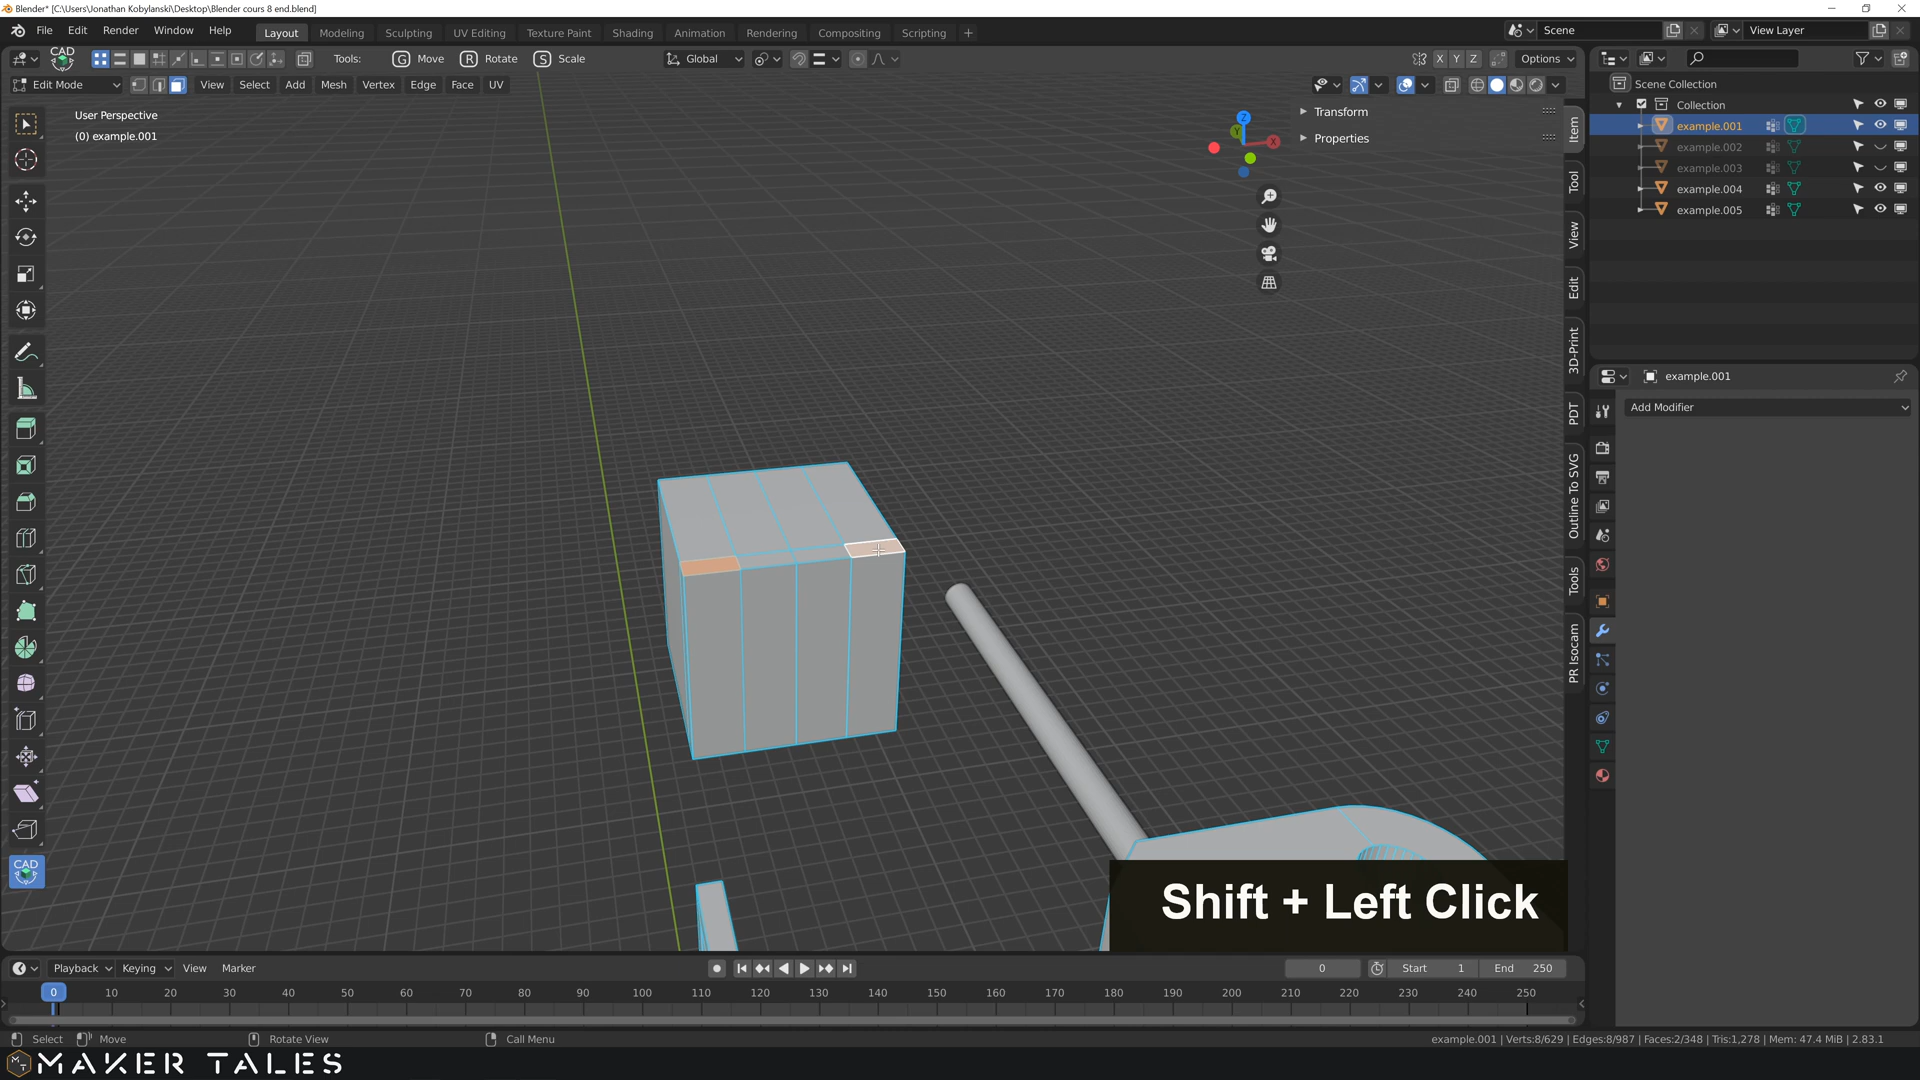 Blender* [C:\Users\Jonathan Kobylanski\Desktop\Blender cours 8 end.blend]
File Edit Render Window Help Layout Modeling Sculpting UV Editing Texture Paint Shading Animation Rendering Compositing Scripting + Scene View Layer
CAD Tools: G Move R Rotate S Scale Global X Y Z Options
Edit Mode View Select Add Mesh Vertex Edge Face UV
User Perspective
(0) example.001
Transform
Properties
Z
Y
X
Item
Tool
View
Edit
3D-Print
PDT
Outline To SVG
Tools
PR Isocam
Scene Collection
Collection
example.001
example.002
example.003
example.004
example.005
example.001
Add Modifier
CAD
Shift + Left Click
Playback Keying View Marker 0 Start 1 End 250
0 10 20 30 40 50 60 70 80 90 100 110 120 130 140 150 160 170 180 190 200 210 220 230 240 250
Select Move Rotate View Call Menu example.001 | Verts:8/629 | Edges:8/987 | Faces:2/348 | Tris:1,278 | Mem: 47.4 MiB | 2.83.1
MAKER TALES